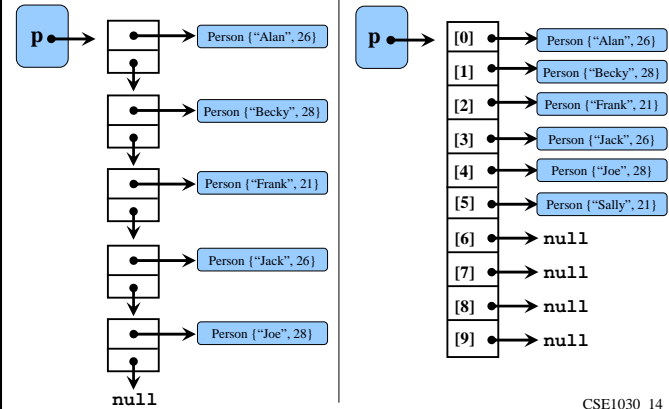 p
Person {“Alan”, 26}
Person {“Becky”, 28}
Person {“Frank”, 21}
Person {“Jack”, 26}
Person {“Joe”, 28}
null
p
[0] Person {“Alan”, 26}
[1] Person {“Becky”, 28}
[2] Person {“Frank”, 21}
[3] Person {“Jack”, 26}
[4] Person {“Joe”, 28}
[5] Person {“Sally”, 21}
[6] null
[7] null
[8] null
[9] null
CSE1030 14